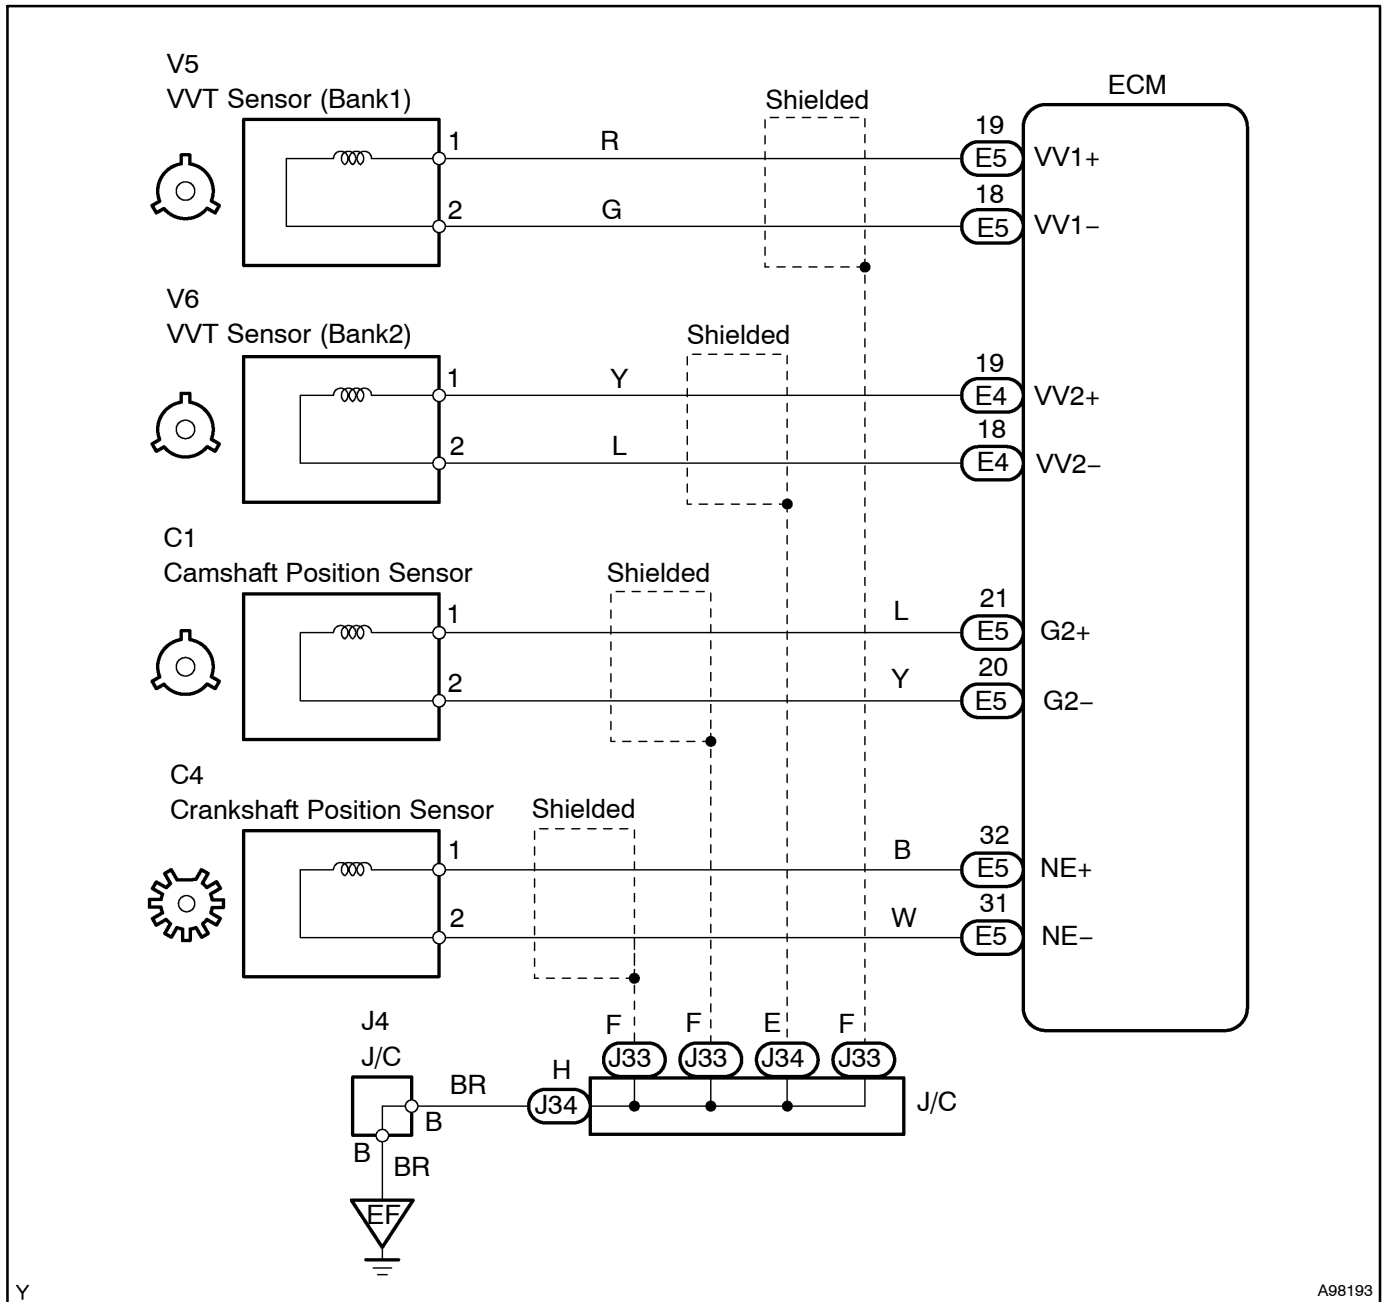 V5
VVT Sensor (Bank1)
Shielded
ECM
1
R
19
E5
VV1+
2
G
18
E5
VV1−
V6
VVT Sensor (Bank2)
Shielded
1
Y
19
E4
VV2+
2
L
18
E4
VV2−
C1
Camshaft Position Sensor
Shielded
1
L
21
E5
G2+
2
Y
20
E5
G2−
C4
Crankshaft Position Sensor
Shielded
1
B
32
E5
NE+
2
W
31
E5
NE−
J4
J/C
F
F
E
F
J33
J33
J34
J33
BR
H
J34
J/C
B
B
BR
EF
Y
A98193